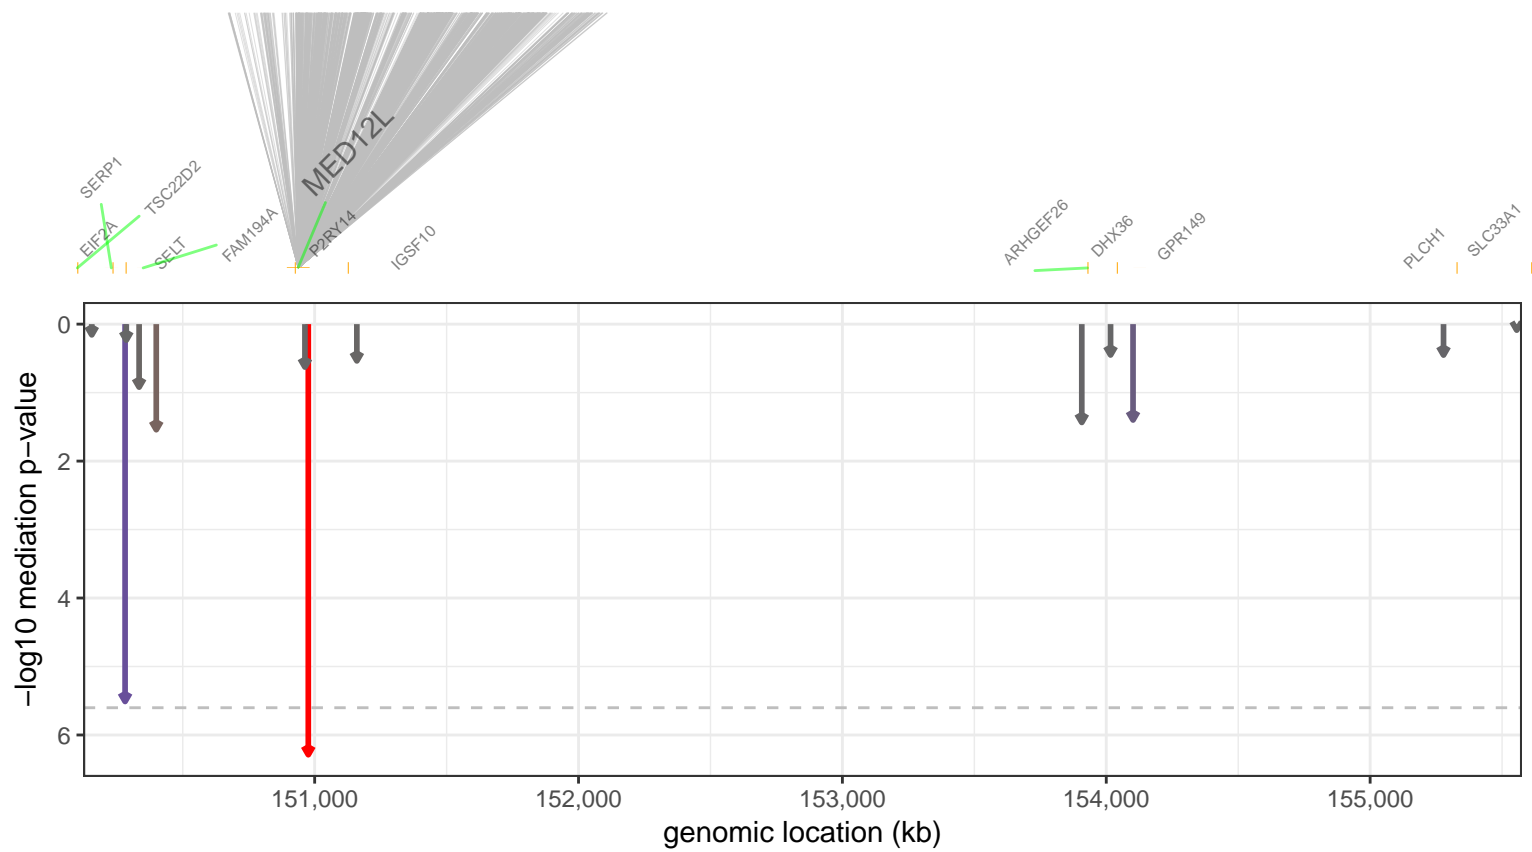 MED12L
SERP1
TSC22D2
EIF2A
SELT
FAM194A
P2RY14
IGSF10
ARHGEF26
DHX36
GPR149
PLCH1
SLC33A1
0
2
4
6
−log10 mediation p−value
151,000
152,000
153,000
154,000
155,000
genomic location (kb)